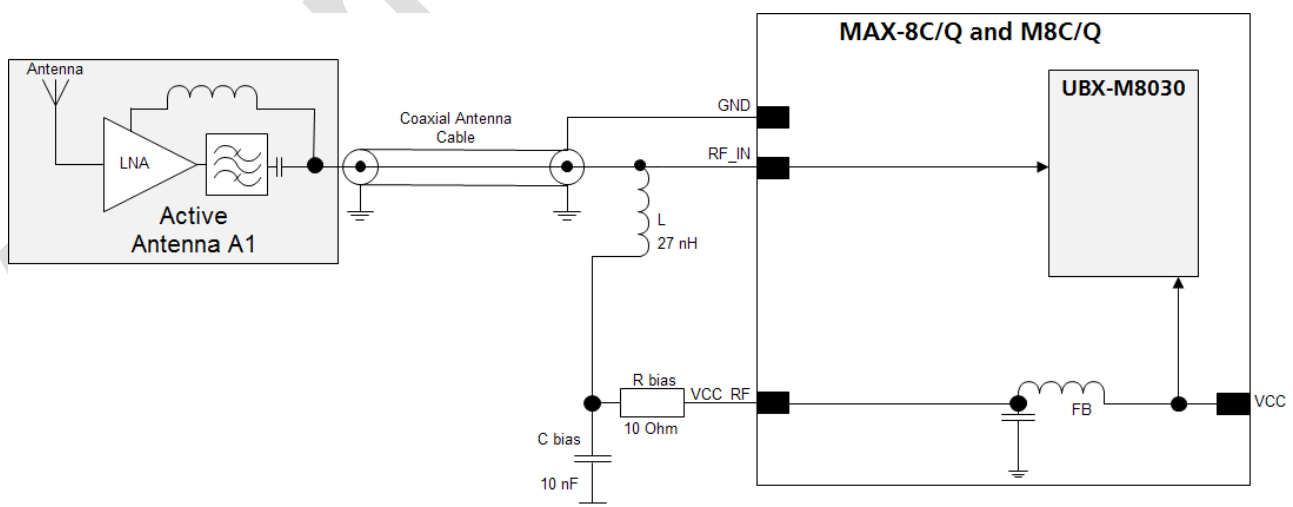 MAX-8C/Q and M8C/Q
Antenna
UBX-M8030
GND
Coaxial Antenna
Cable
LNA
RF_IN
Active
Antenna A1
L
27 nH
R bias
VCC_RF
10 Ohm
FB
VCC
C bias
10 nF